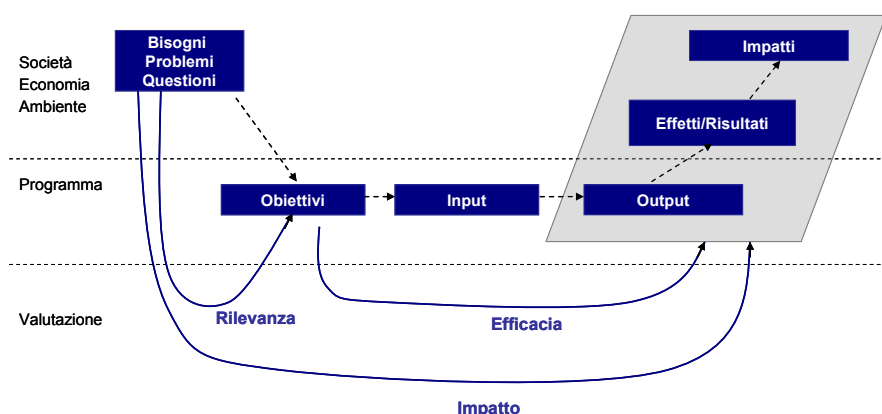 Società
Economia
Ambiente
Bisogni
Problemi
Questioni
Impatti
Effetti/Risultati
Programma
Obiettivi
Input
Output
Valutazione
Rilevanza
Efficacia
Impatto